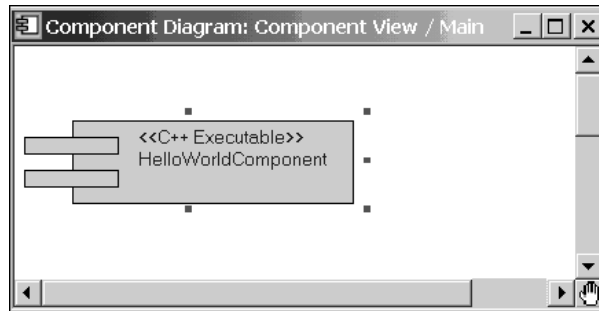 Component Diagram: Component View / Main
<<C++ Executable>>
HelloWorldComponent